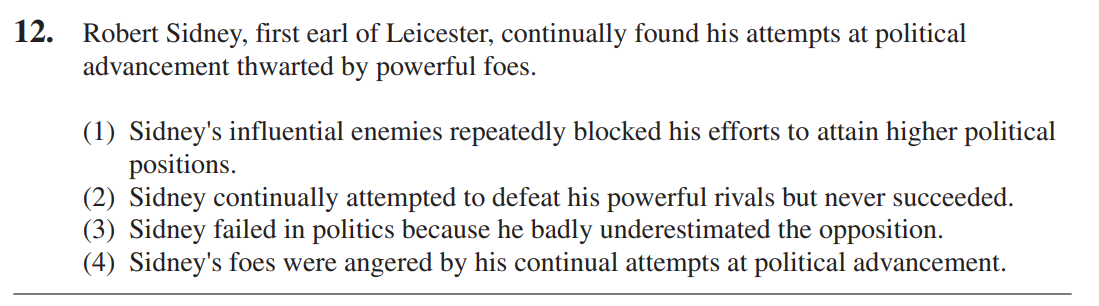 12. Robert Sidney, first earl of Leicester, continually found his attempts at political
advancement thwarted by powerful foes.
(1) Sidney's influential enemies repeatedly blocked his efforts to attain higher political
positions.
(2) Sidney continually attempted to defeat his powerful rivals but never succeeded.
(3) Sidney failed in politics because he badly underestimated the opposition.
(4) Sidney's foes were angered by his continual attempts at political advancement.